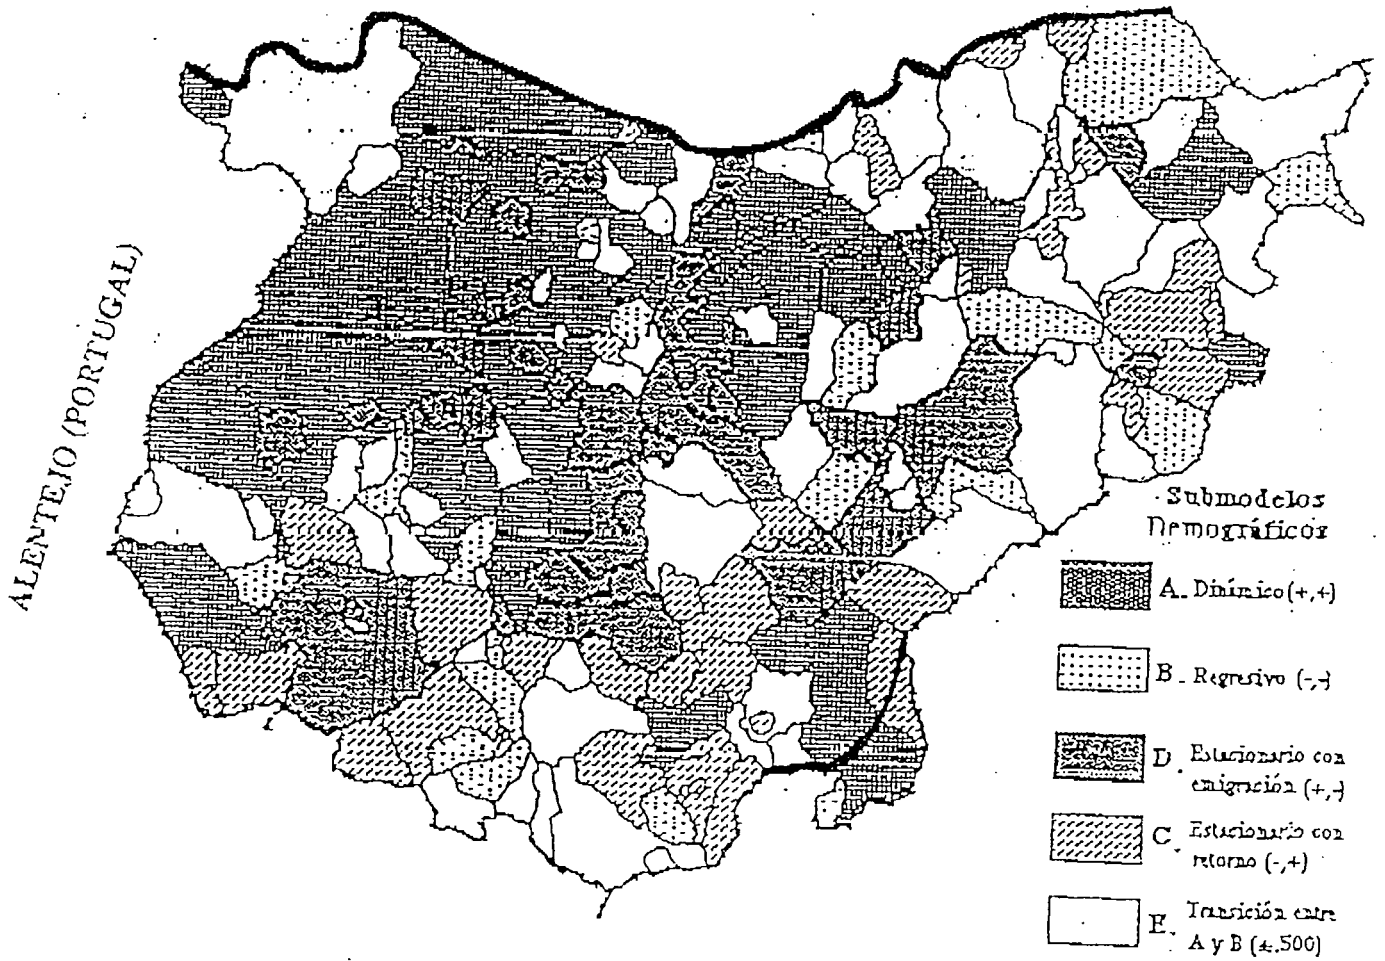 ALENTEJO (PORTUGAL)
Submodelos
Demográficos
A. Dinámico (+,+)
B. Regresivo (-,-)
D. Estacionario con
emigración (+,-)
C. Estacionario con
retorno (-,+)
E. Transición entre
A y B (±.500)